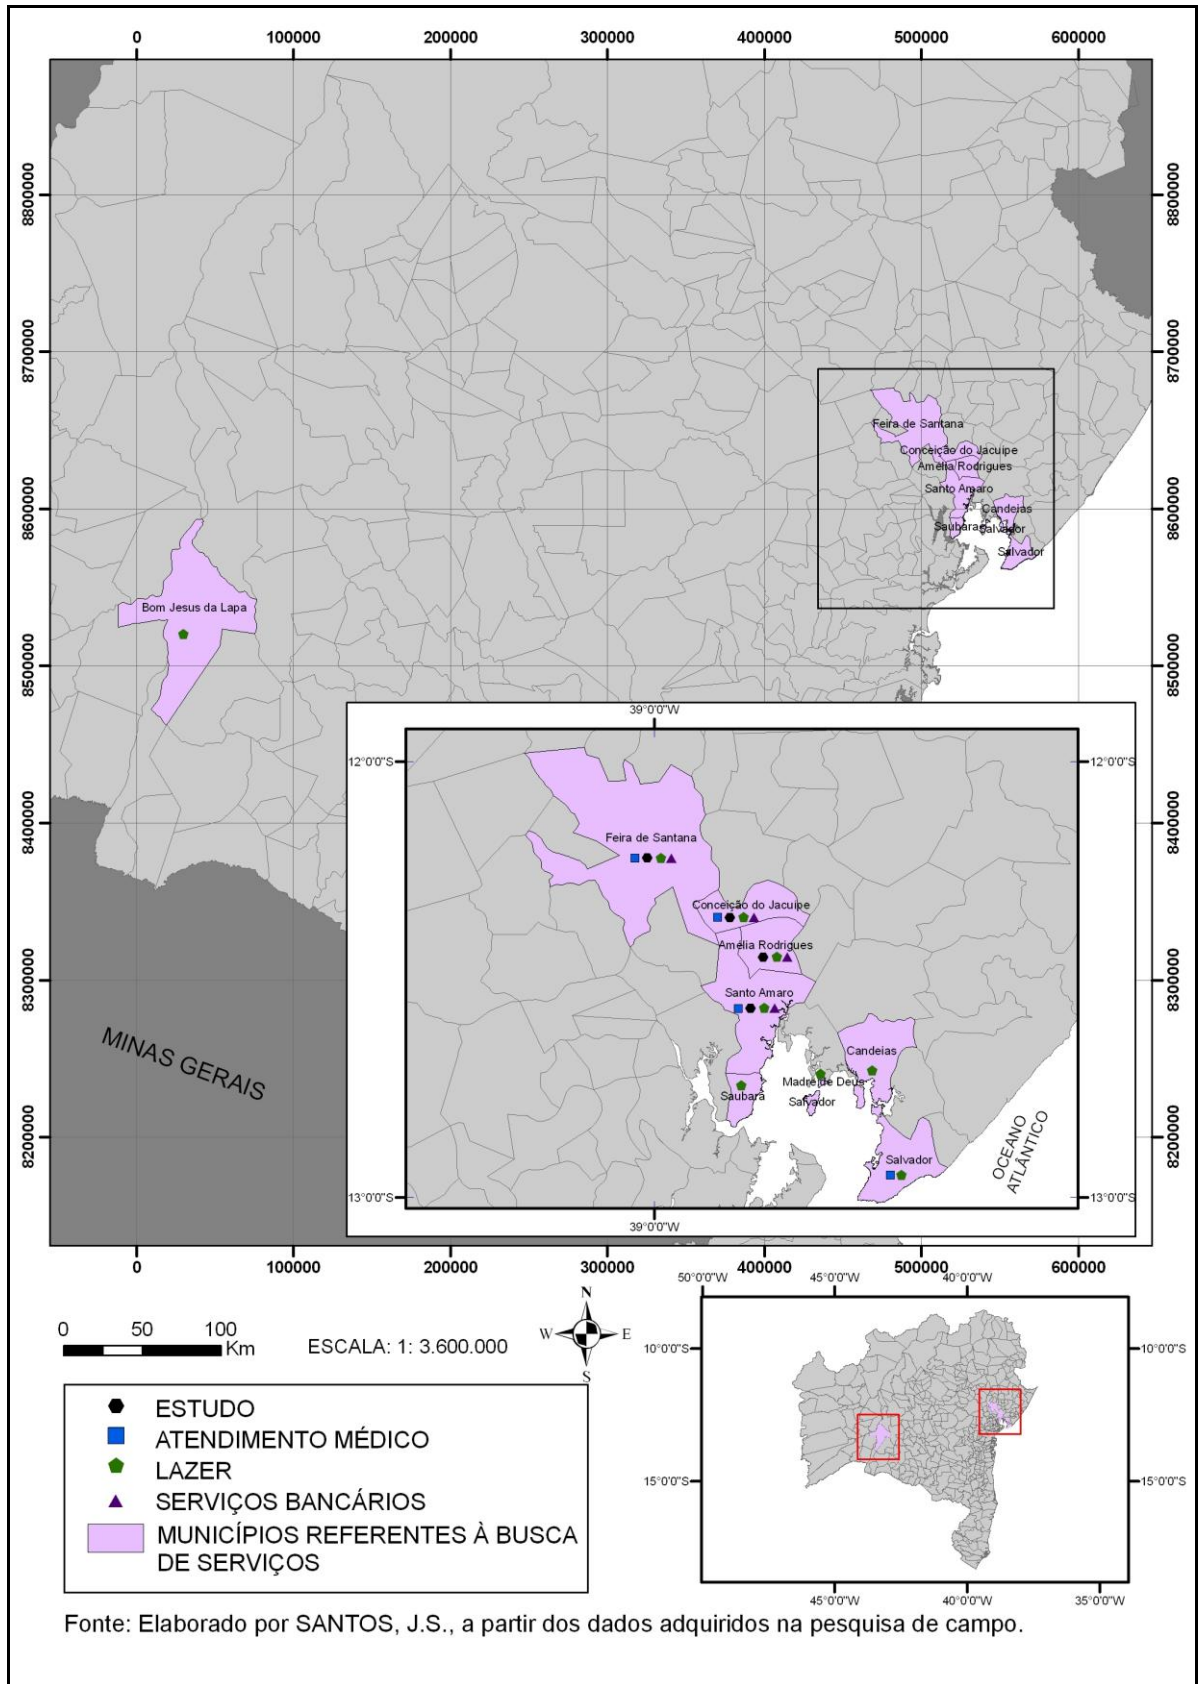 0 100000 200000 300000 400000 500000 600000
8800000 8800000
8700000 8700000
Feira de Santana
Conceição do Jacuipe
Amélia Rodrigues
Santo Amaro
8600000 8600000
Candeias
Saubara Salvador
Salvador
Bom Jesus da Lapa
8500000 8500000
39°0'0"W
12°0'0"S 12°0'0"S
8400000 8400000
Feira de Santana
Conceição do Jacuipe
Amélia Rodrigues
Santo Amaro
8300000 8300000
MINAS GERAIS
Candeias
Madre de Deus
Saubara
Salvador
8200000 8200000
Salvador
OCEANO
ATLÂNTICO
13°0'0"S 13°0'0"S
39°0'0"W
0 100000 200000 300000 400000 500000 600000
50°0'0"W 45°0'0"W 40°0'0"W
N
W E
S
0 50 100
Km
ESCALA: 1: 3.600.000
10°0'0"S 10°0'0"S
15°0'0"S 15°0'0"S
45°0'0"W 40°0'0"W 35°0'0"W
ESTUDO
ATENDIMENTO MÉDICO
LAZER
SERVIÇOS BANCÁRIOS
MUNICÍPIOS REFERENTES À BUSCA
DE SERVIÇOS
Fonte: Elaborado por SANTOS, J.S., a partir dos dados adquiridos na pesquisa de campo.